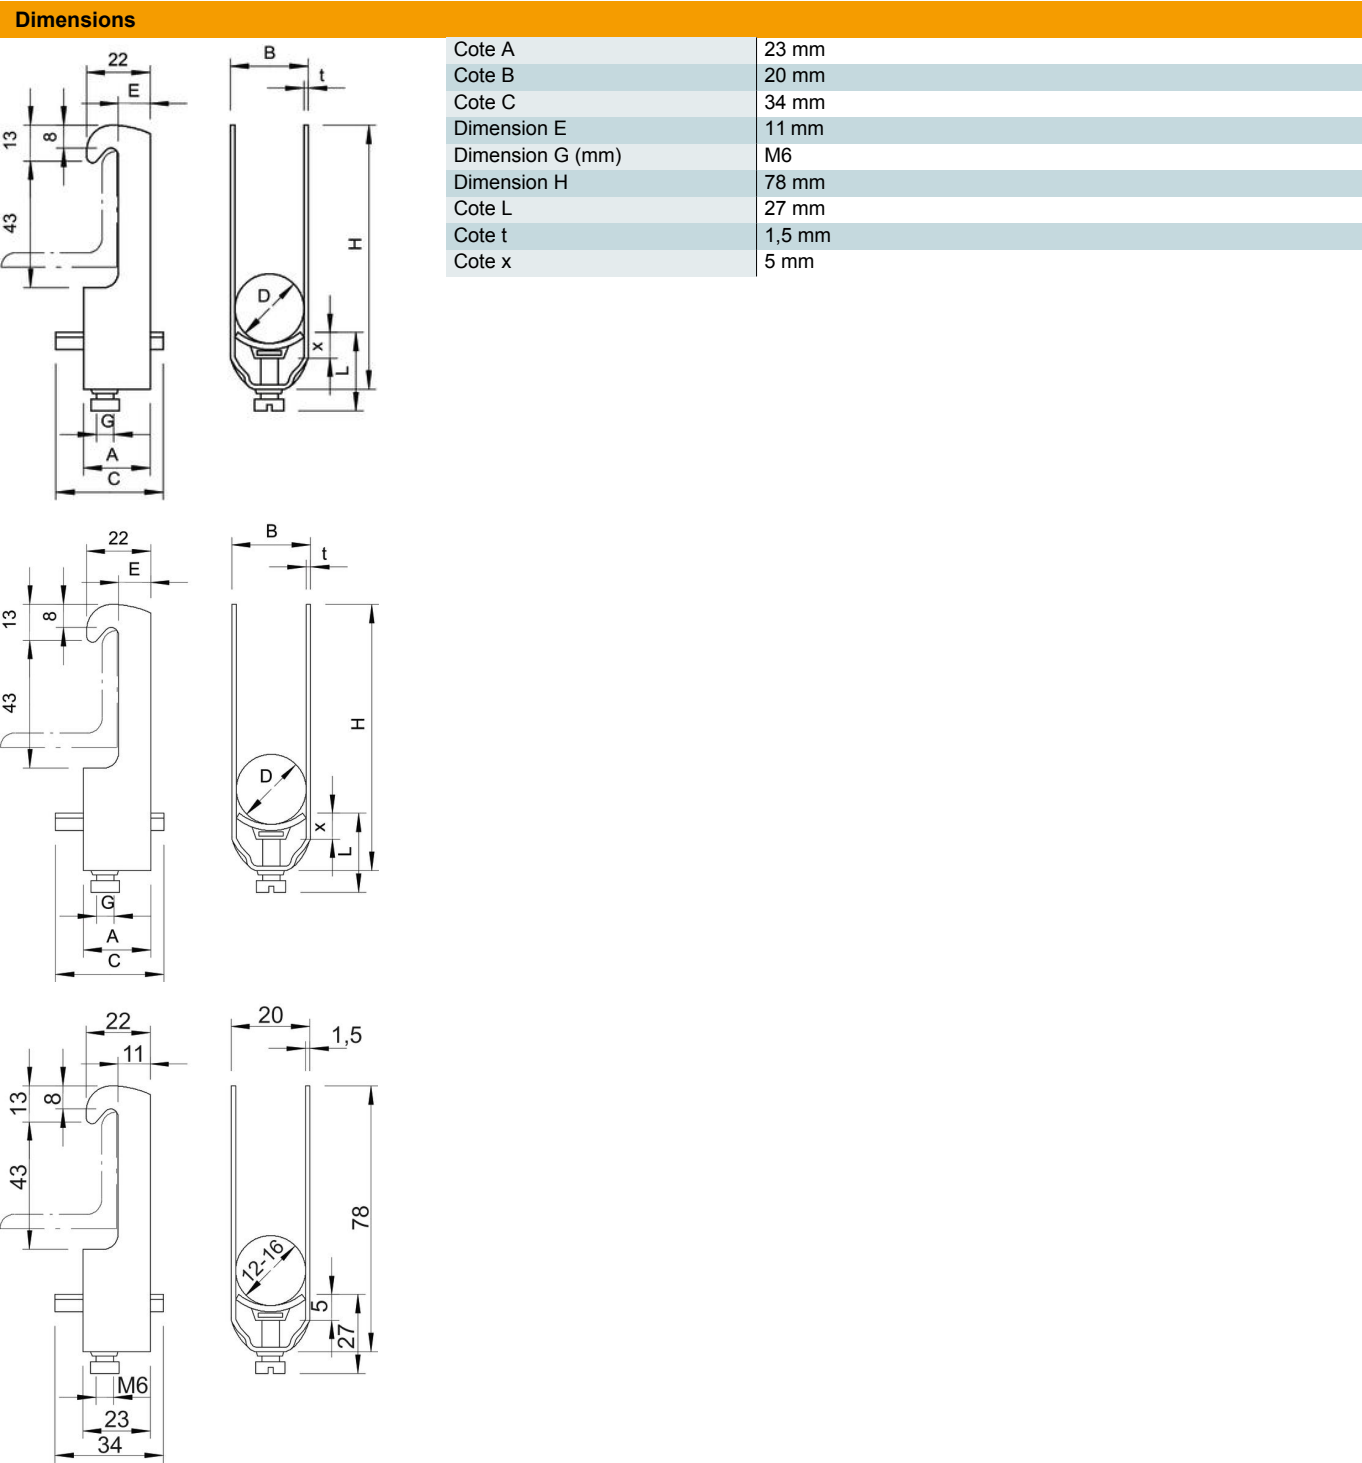 Dimensions
Cote A 23 mm
Cote B 20 mm
Cote C 34 mm
Dimension E 11 mm
Dimension G (mm) M6
Dimension H 78 mm
Cote L 27 mm
Cote t 1,5 mm
Cote x 5 mm
22
B
t
E
13
8
43
H
D
x
L
G
A
C
22
B
t
E
13
8
43
H
D
x
L
G
A
C
22
20
1,5
11
13
8
43
78
12-16
5
27
M6
23
34